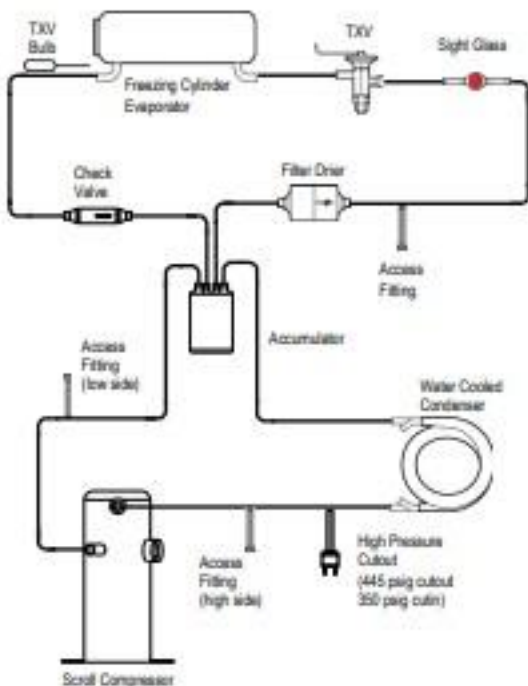 TXV
Bulb
TXV
Sight Glass
Freezing Cylinder
Evaporator
Check
Valve
Filter Drier
Access
Fitting
Accumulator
Access
Fitting
(low side)
Water Cooled
Condenser
Access
Fitting
(high side)
High Pressure
Cutout
(445 psig cutout
350 psig cutin)
Scroll Compressor